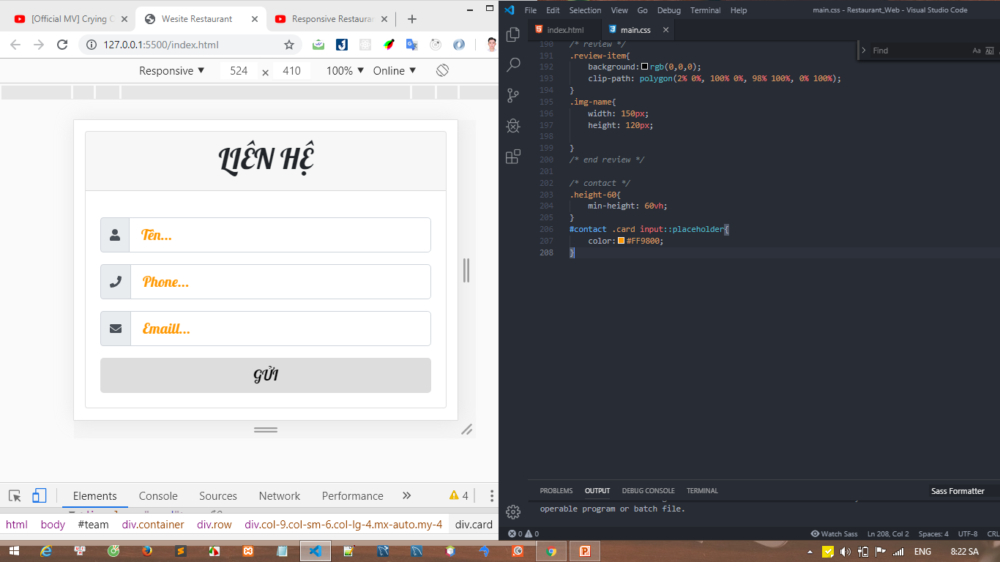 [Official MV] Crying C
Wesite Restaurant
Responsive Restauran
127.0.0.1:5500/index.html
Responsive ▼ 524 × 410 100% ▼ Online ▼
LIÊN HỆ
Tên...
Phone...
Emaill...
GỬI
Elements Console Sources Network Performance » 4
html body #team div.container div.row div.col-9.col-sm-6.col-lg-4.mx-auto.my-4 div.card
File Edit Selection View Go Debug Terminal Help main.css - Restaurant_Web - Visual Studio Code
index.html main.css
Find Aa Abl
190 /* review */
191 .review-item{
192 background: rgb(0,0,0);
193 clip-path: polygon(2% 0%, 100% 0%, 98% 100%, 0% 100%);
194 }
195 .img-name{
196 width: 150px;
197 height: 120px;
198
199 }
200 /* end review */
201
202 /* contact */
203 .height-60{
204 min-height: 60vh;
205 }
206 #contact .card input::placeholder{
207 color: #FF9800;
208 }
PROBLEMS OUTPUT DEBUG CONSOLE TERMINAL Sass Formatter
operable program or batch file.
0 0 Watch Sass Ln 208, Col 2 Spaces: 4 UTF-8 CRL
ENG 8:22 SA